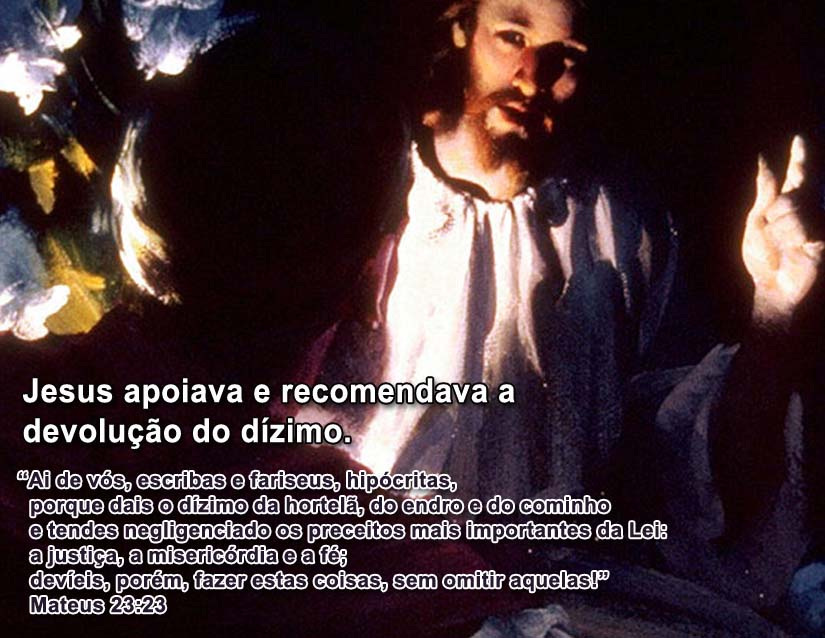 Jesus apoiava e recomendava a
devolução do dízimo.
“Ai de vós, escribas e fariseus, hipócritas,
porque dais o dízimo da hortelã, do endro e do cominho
e tendes negligenciado os preceitos mais importantes da Lei:
a justiça, a misericórdia e a fé;
devíeis, porém, fazer estas coisas, sem omitir aquelas!”
Mateus 23:23